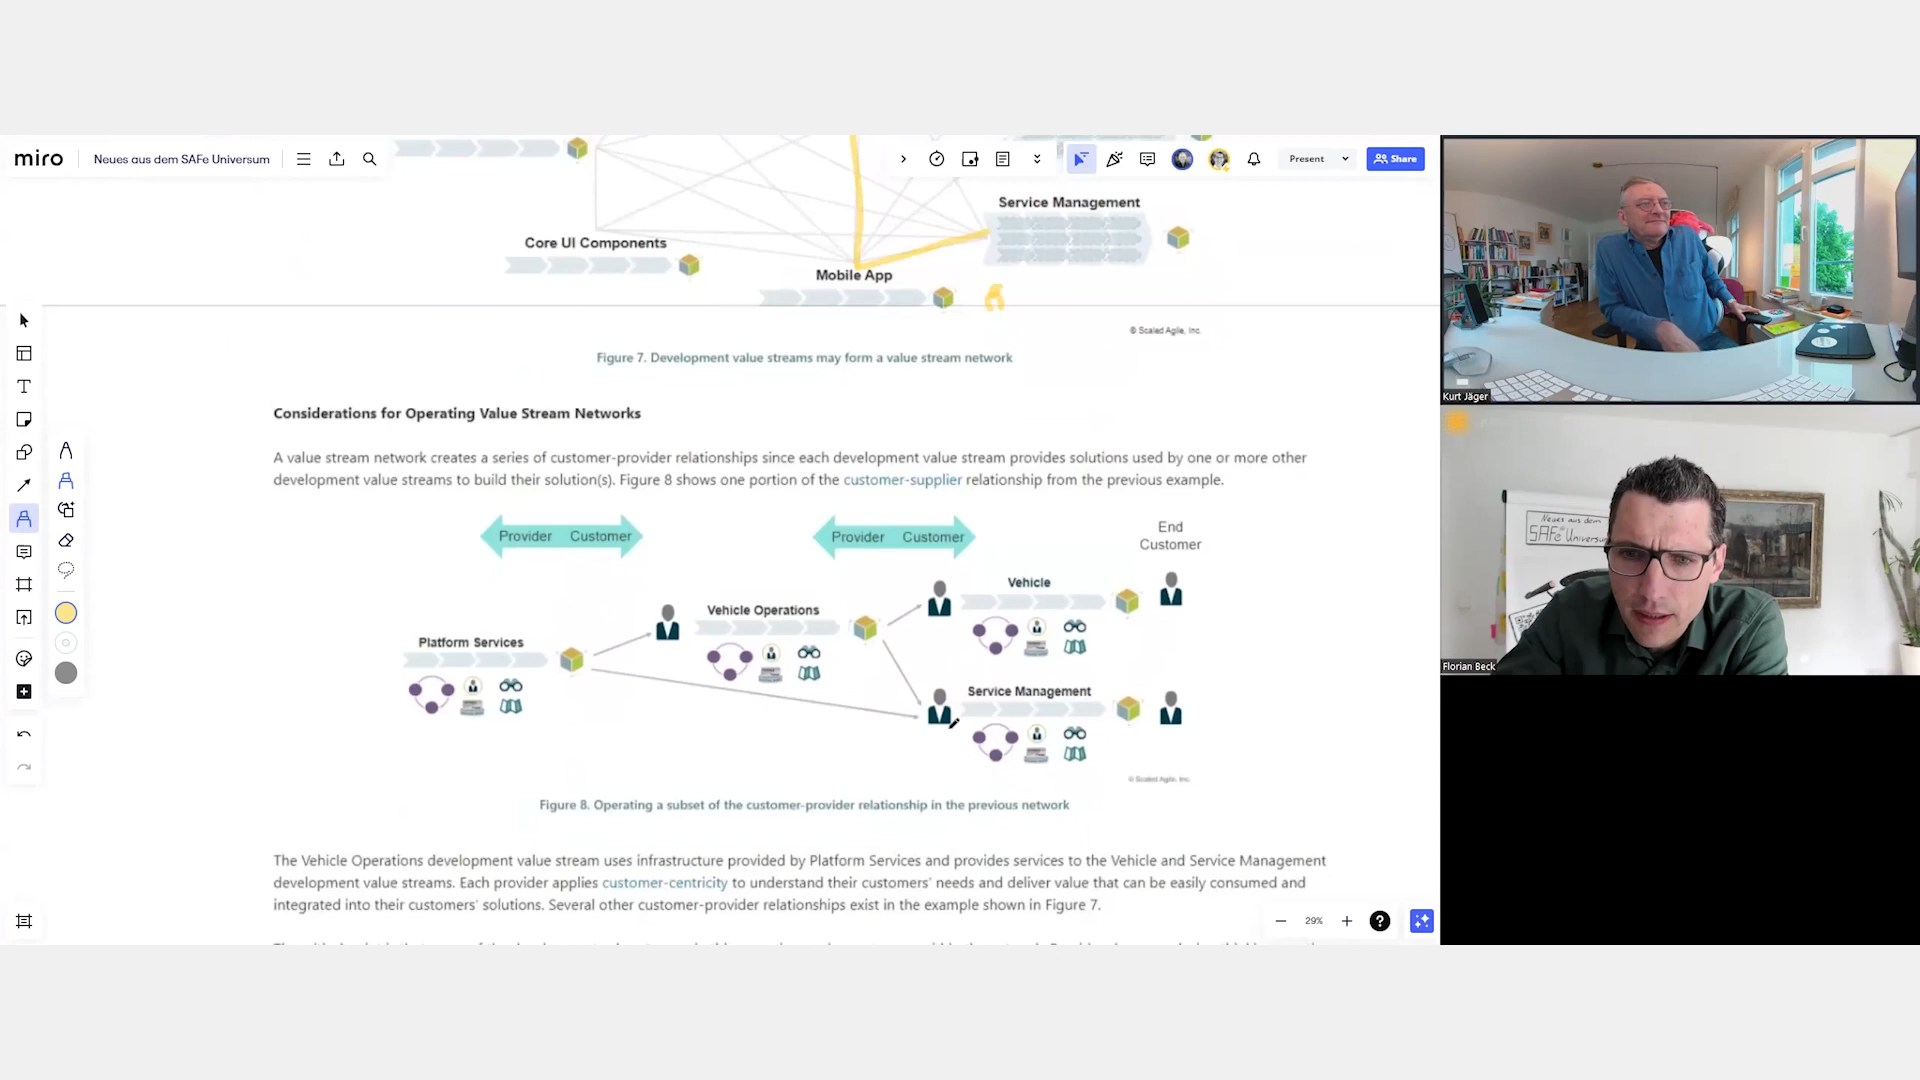 miro
Neues aus dem SAFe Universum
Present
Share
Service Management
Core UI Components
Mobile App
© Scaled Agile, Inc.
Figure 7. Development value streams may form a value stream network
Considerations for Operating Value Stream Networks
A value stream network creates a series of customer-provider relationships since each development value stream provides solutions used by one or more other
development value streams to build their solution(s). Figure 8 shows one portion of the customer-supplier relationship from the previous example.
Provider Customer
Provider Customer
End
Customer
Vehicle
Vehicle Operations
Platform Services
Service Management
© Scaled Agile, Inc.
Figure 8. Operating a subset of the customer-provider relationship in the previous network
The Vehicle Operations development value stream uses infrastructure provided by Platform Services and provides services to the Vehicle and Service Management
development value streams. Each provider applies customer-centricity to understand their customers' needs and deliver value that can be easily consumed and
integrated into their customers' solutions. Several other customer-provider relationships exist in the example shown in Figure 7.
29%
Kurt Jäger
Neues aus dem
SAFe Universum
Florian Beck